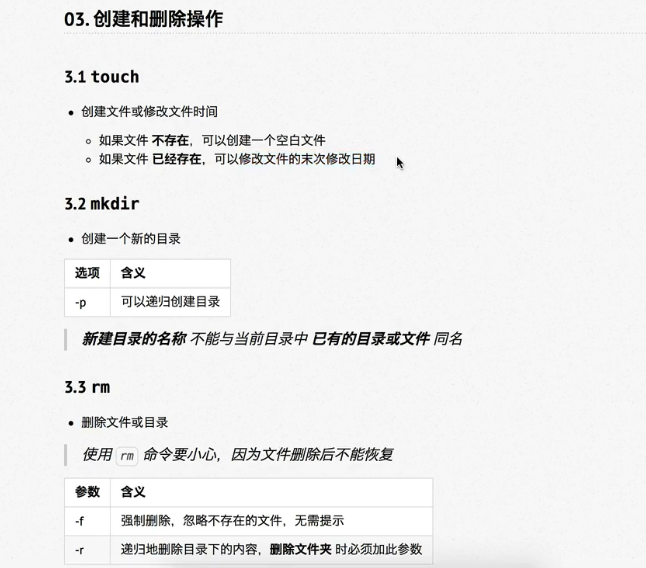 03. 创建和删除操作
3.1 touch
• 创建文件或修改文件时间
◦ 如果文件 不存在，可以创建一个空白文件
◦ 如果文件 已经存在，可以修改文件的末次修改日期
3.2 mkdir
• 创建一个新的目录
选项 含义
-p 可以递归创建目录
新建目录的名称 不能与当前目录中 已有的目录或文件 同名
3.3 rm
• 删除文件或目录
使用 rm 命令要小心，因为文件删除后不能恢复
参数 含义
-f 强制删除，忽略不存在的文件，无需提示
-r 递归地删除目录下的内容，删除文件夹 时必须加此参数